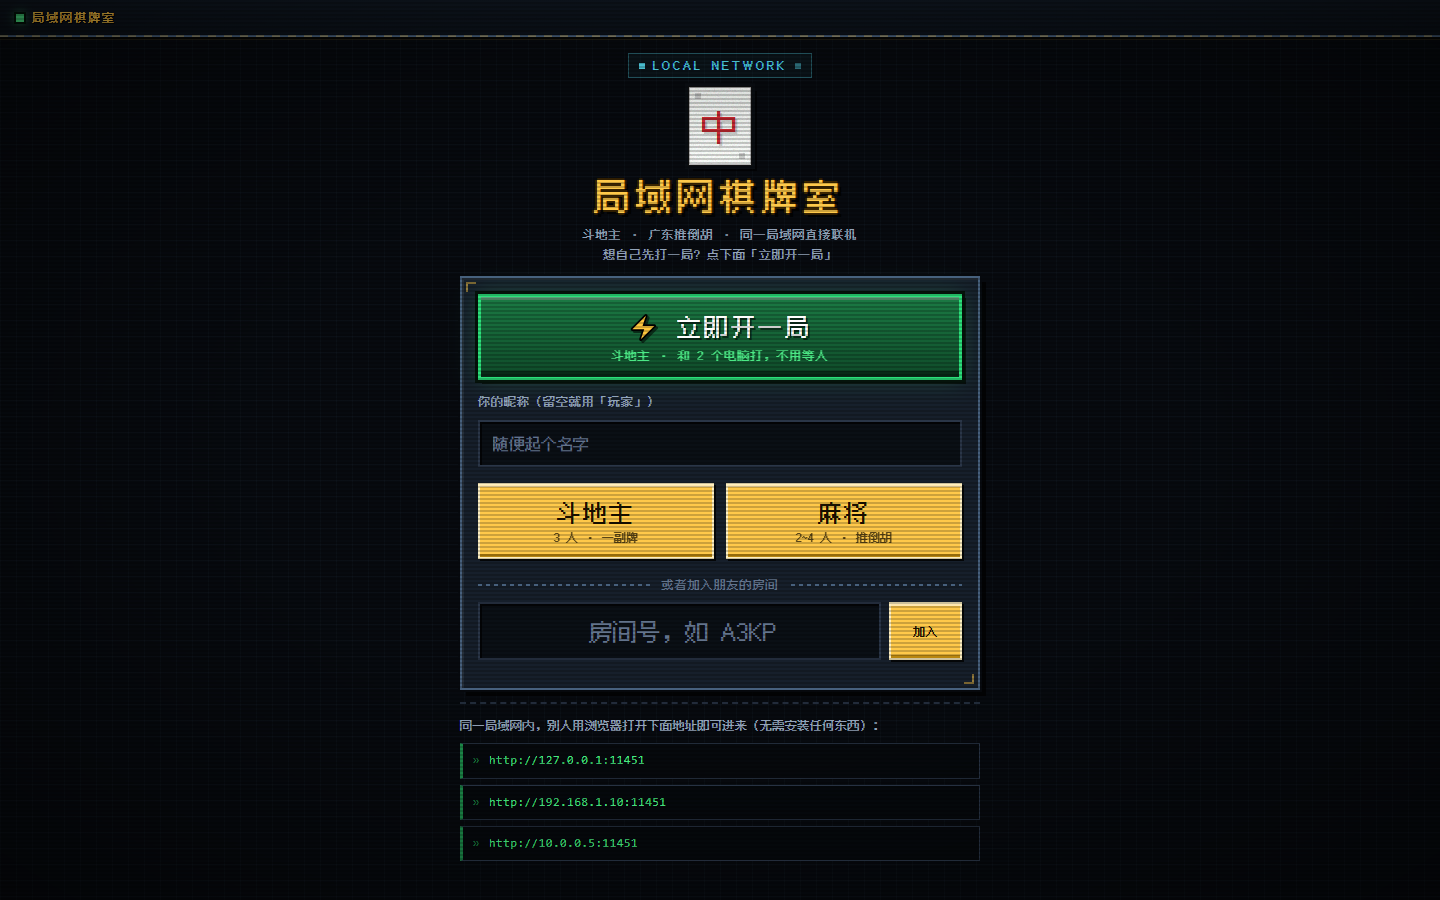 局域网棋牌室
LOCAL NETWORK
中
局域网棋牌室
斗地主 · 广东推倒胡 · 同一局域网直接联机
想自己先打一局？点下面「立即开一局」
立即开一局
斗地主 · 和 2 个电脑打，不用等人
你的昵称（留空就用「玩家」）
随便起个名字
斗地主
3 人 · 一副牌
麻将
2~4 人 · 推倒胡
或者加入朋友的房间
房间号，如 A3KP
加入
同一局域网内，别人用浏览器打开下面地址即可进来（无需安装任何东西）：
» http://127.0.0.1:11451
» http://192.168.1.10:11451
» http://10.0.0.5:11451